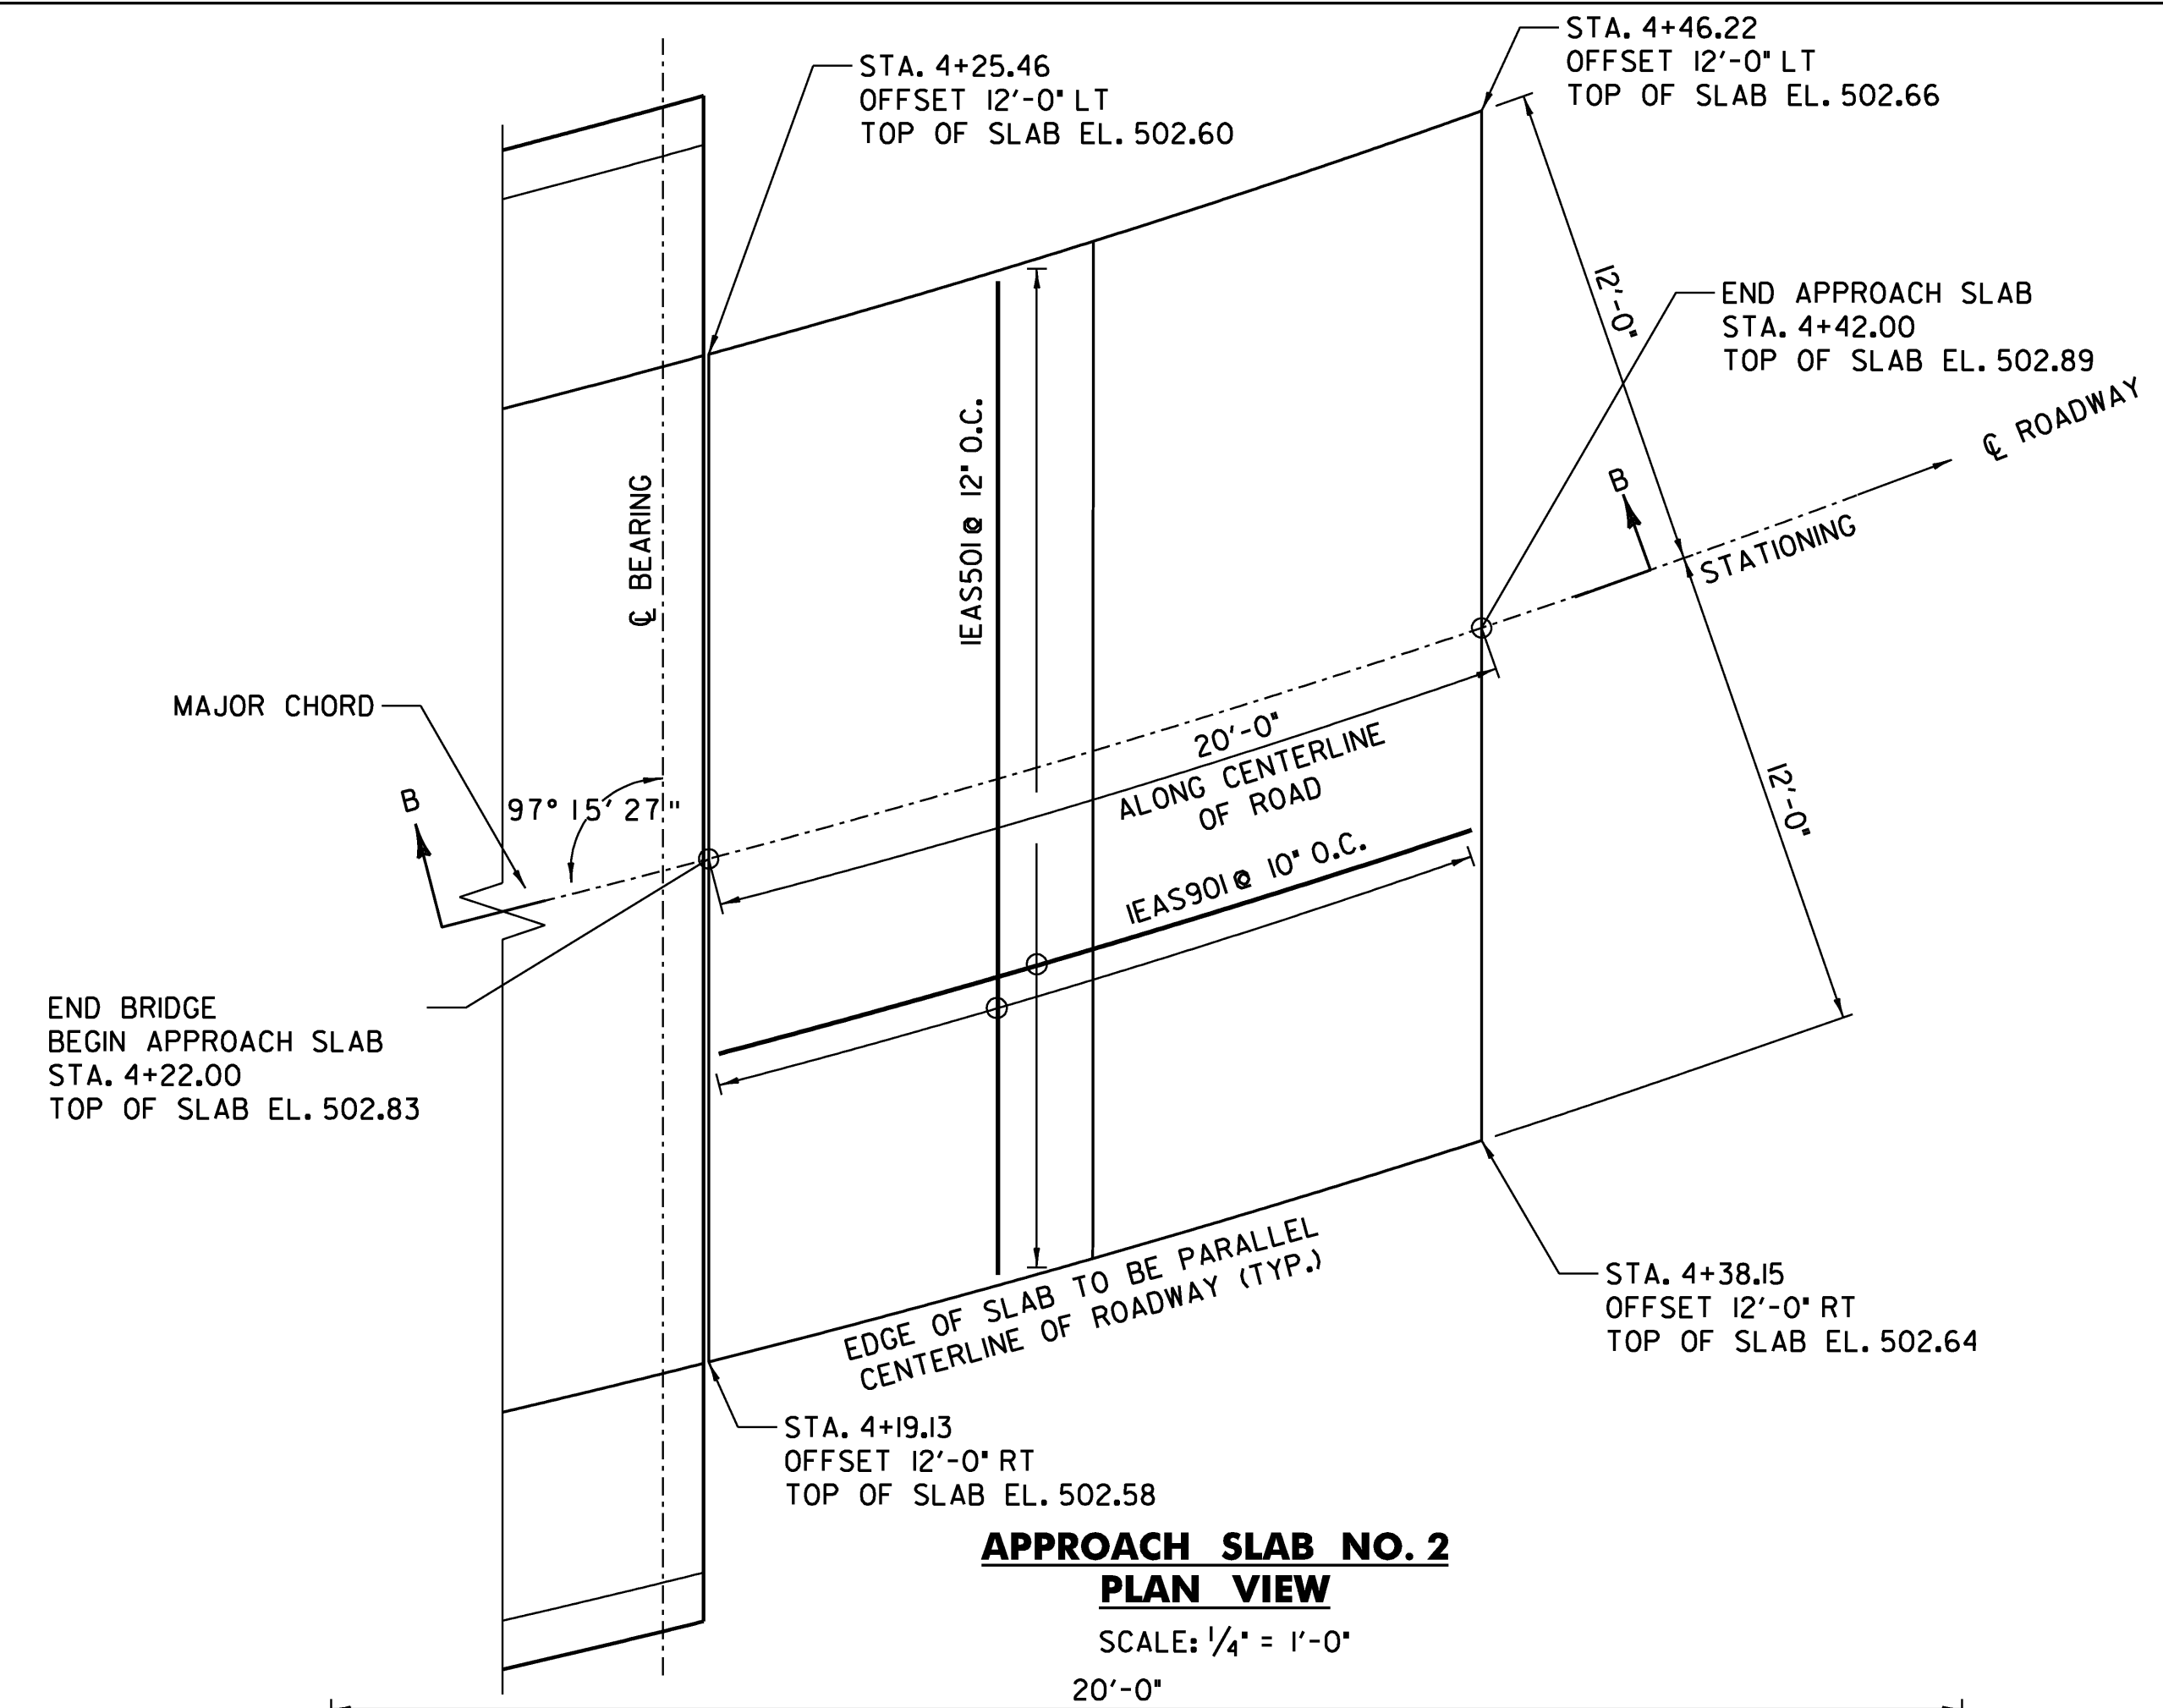 STA. 4+25.46
OFFSET 12'-0" LT
TOP OF SLAB EL. 502.60
STA. 4+46.22
OFFSET 12'-0" LT
TOP OF SLAB EL. 502.66
12'-0"
END APPROACH SLAB
STA. 4+42.00
TOP OF SLAB EL. 502.89
℄ ROADWAY
1EAS501 @ 12" O.C.
℄ BEARING
B
STATIONING
MAJOR CHORD
20'-0"
ALONG CENTERLINE
OF ROAD
12'-0"
B
97° 15' 27"
1EAS901 @ 10" O.C.
END BRIDGE
BEGIN APPROACH SLAB
STA. 4+22.00
TOP OF SLAB EL. 502.83
EDGE OF SLAB TO BE PARALLEL
CENTERLINE OF ROADWAY (TYP.)
STA. 4+38.15
OFFSET 12'-0" RT
TOP OF SLAB EL. 502.64
STA. 4+19.13
OFFSET 12'-0" RT
TOP OF SLAB EL. 502.58
APPROACH SLAB NO. 2
PLAN VIEW
SCALE: 1/4" = 1'-0"
20'-0"